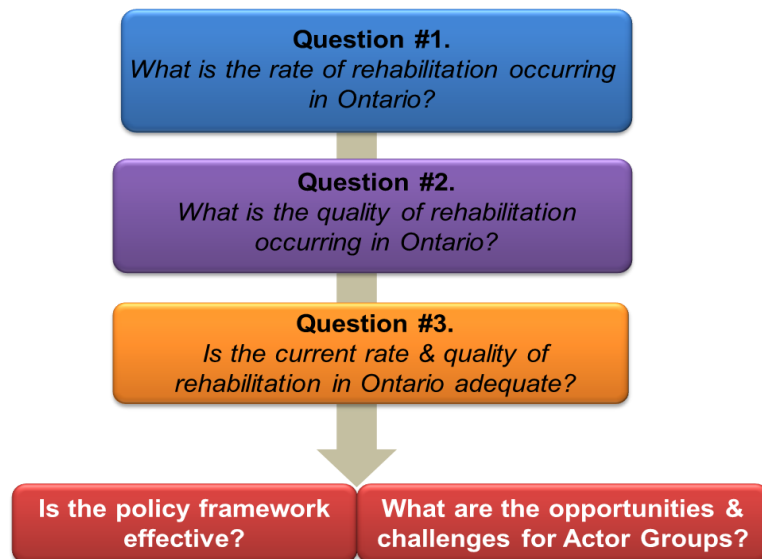 Question #1.
What is the rate of rehabilitation occurring
in Ontario?
Question #2.
What is the quality of rehabilitation
occurring in Ontario?
Question #3.
Is the current rate & quality of
rehabilitation in Ontario adequate?
Is the policy framework
effective?
What are the opportunities &
challenges for Actor Groups?